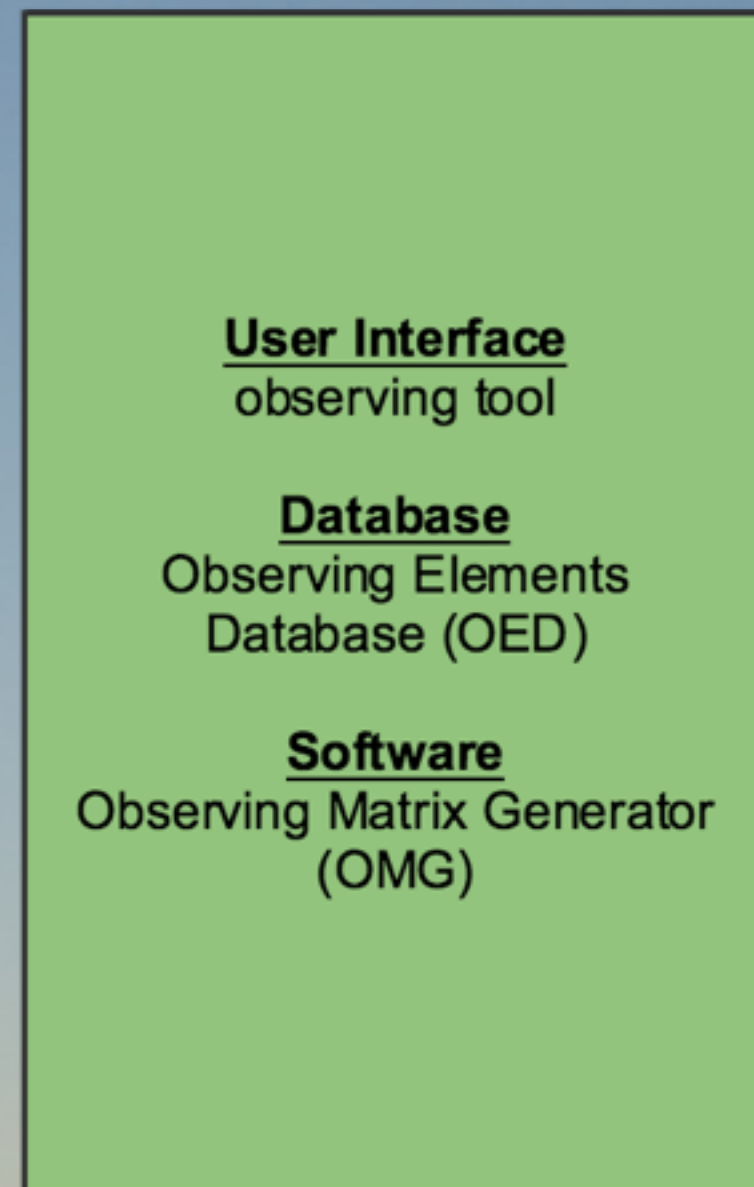 User Interface
observing tool
Database
Observing Elements
Database (OED)
Software
Observing Matrix Generator
(OMG)